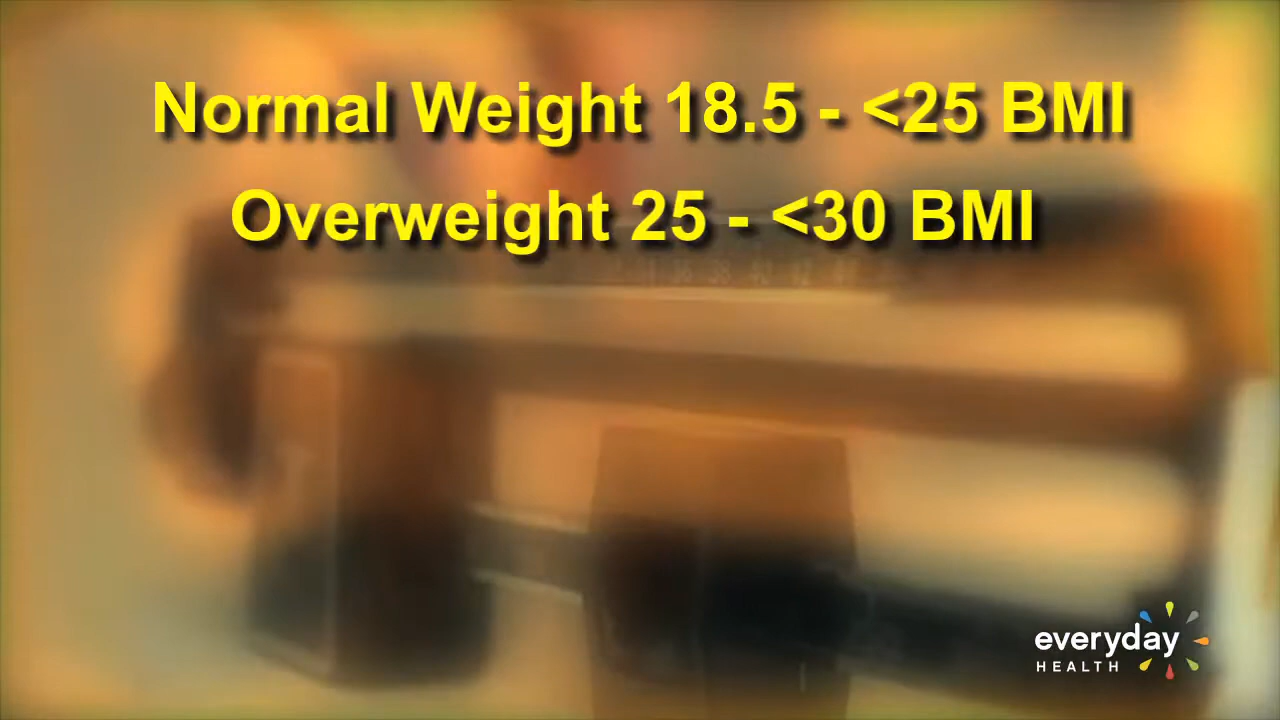 Normal Weight 18.5 - <25 BMI
Overweight 25 - <30 BMI
everyday
HEALTH